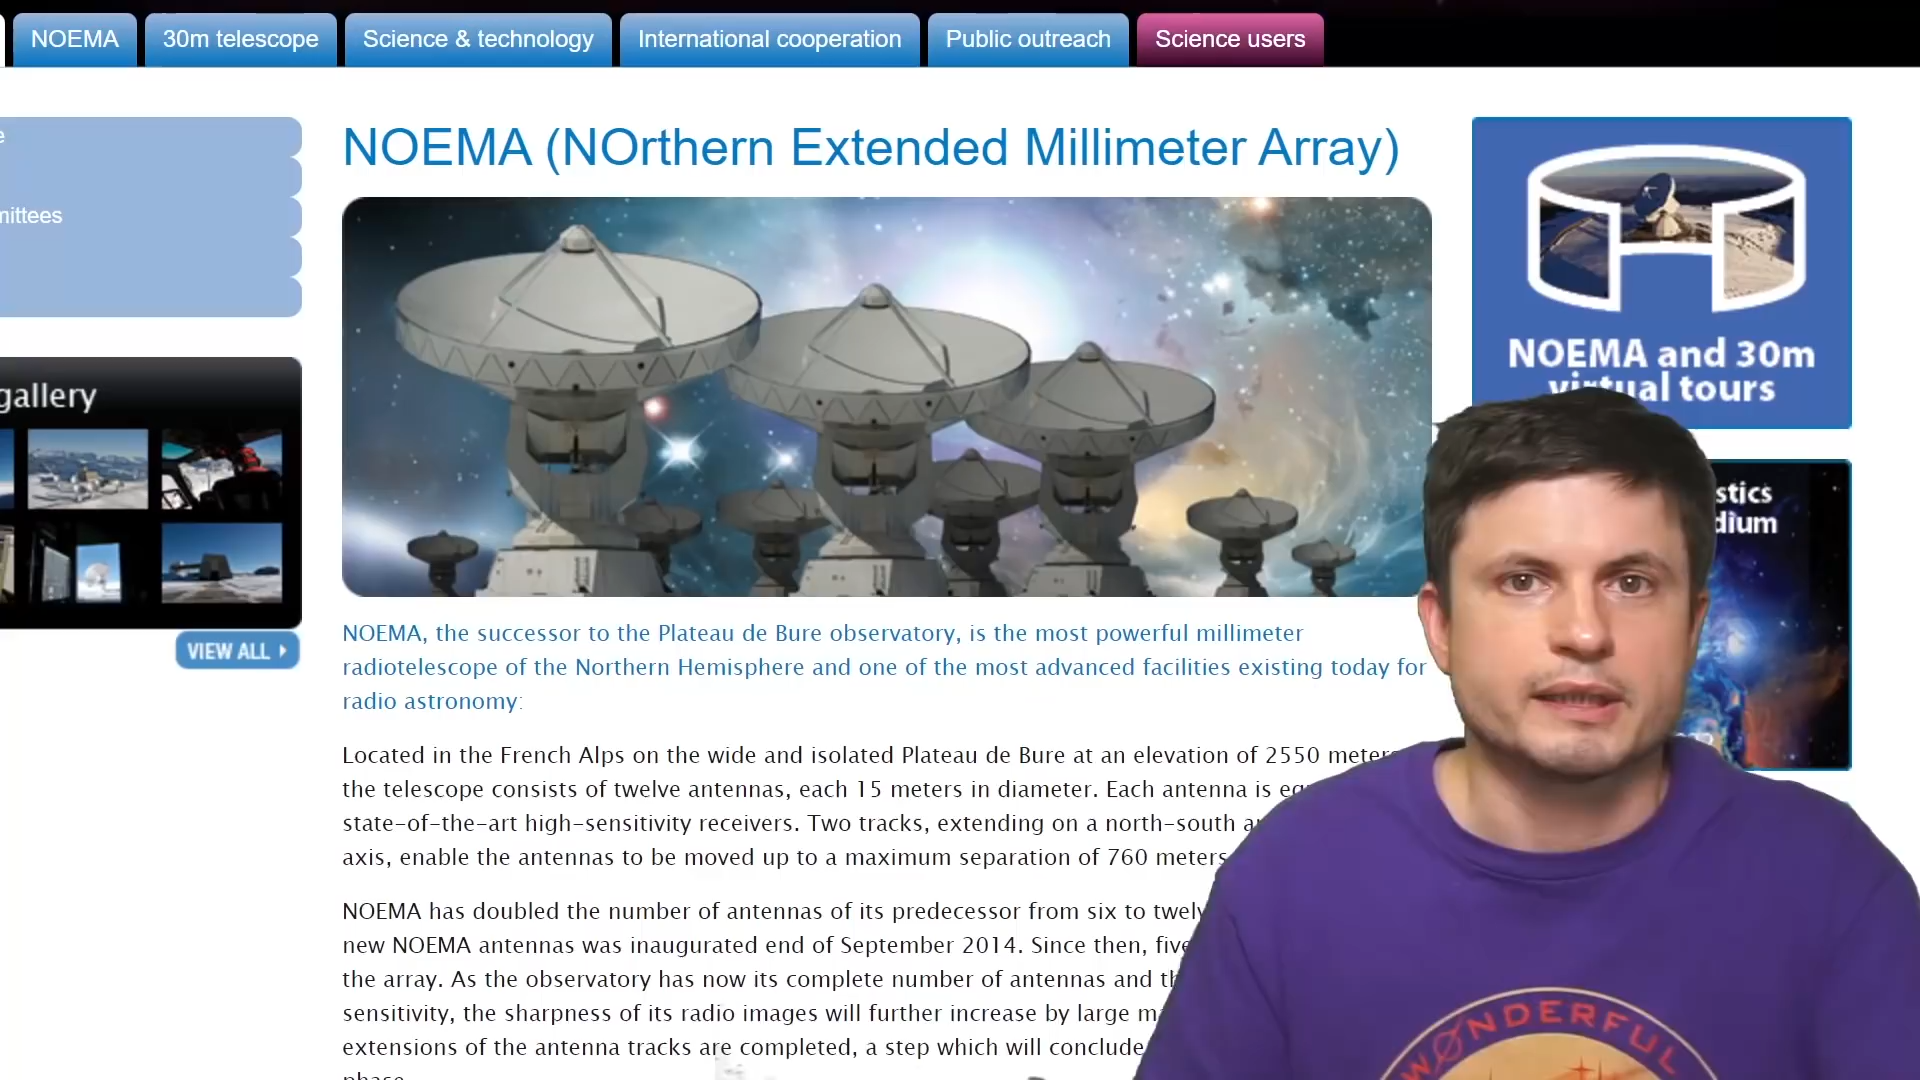 NOEMA
30m telescope
Science & technology
International cooperation
Public outreach
Science users
mittees
gallery
VIEW ALL
NOEMA (NOrthern Extended Millimeter Array)
NOEMA, the successor to the Plateau de Bure observatory, is the most powerful millimeter
radiotelescope of the Northern Hemisphere and one of the most advanced facilities existing today for
radio astronomy:
Located in the French Alps on the wide and isolated Plateau de Bure at an elevation of 2550 meters
the telescope consists of twelve antennas, each 15 meters in diameter. Each antenna is eq
state-of-the-art high-sensitivity receivers. Two tracks, extending on a north-south a
axis, enable the antennas to be moved up to a maximum separation of 760 meters
NOEMA has doubled the number of antennas of its predecessor from six to twelv
new NOEMA antennas was inaugurated end of September 2014. Since then, five
the array. As the observatory has now its complete number of antennas and th
sensitivity, the sharpness of its radio images will further increase by large m
extensions of the antenna tracks are completed, a step which will conclude
phase
NOEMA and 30m
virtual tours
stics
dium
WØNDERFUL